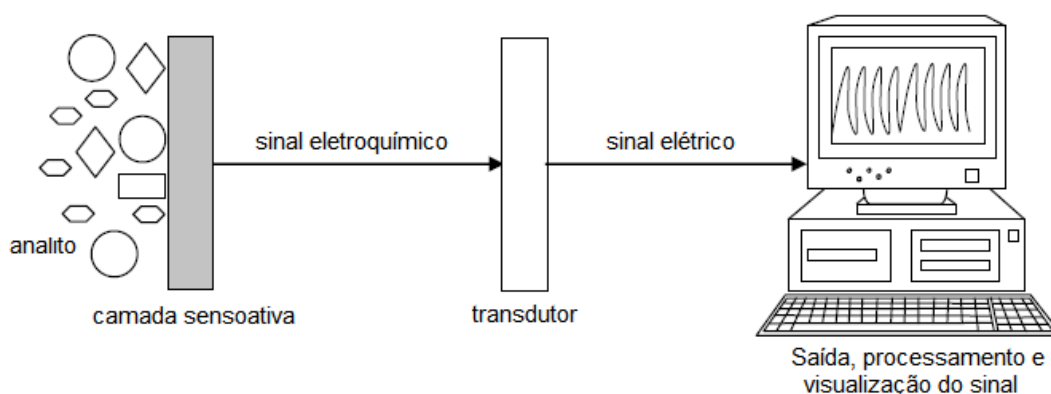 sinal eletroquímico
sinal elétrico
analito
camada sensoativa
transdutor
Saída, processamento e
visualização do sinal